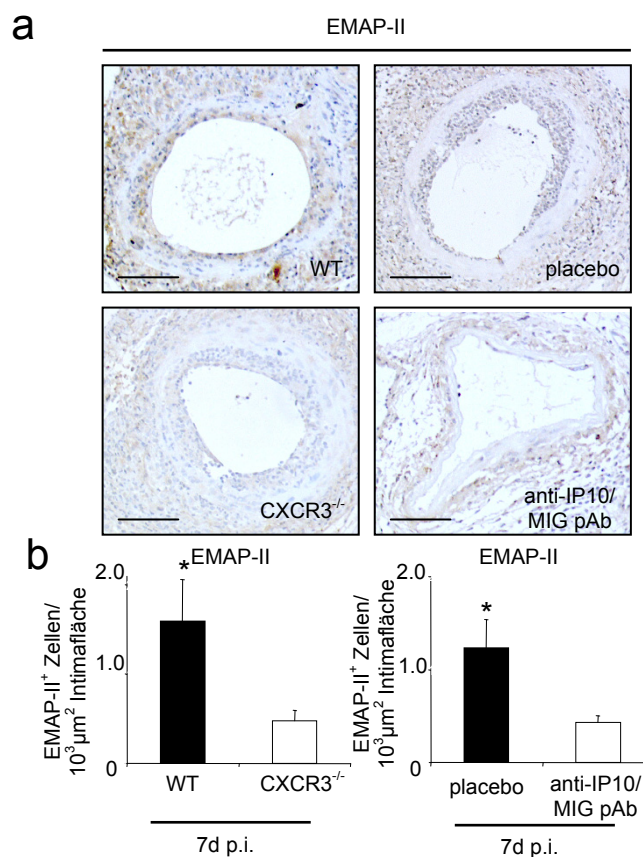 a
EMAP-II
WT
placebo
CXCR3⁻/⁻
anti-IP10/
MIG pAb
b
EMAP-II
EMAP-II⁺ Zellen/
10³µm² Intimafläche
2.0
1.0
0
*
WT
CXCR3⁻/⁻
7d p.i.
EMAP-II
EMAP-II⁺ Zellen/
10³µm² Intimafläche
2.0
1.0
0
*
placebo
anti-IP10/
MIG pAb
7d p.i.